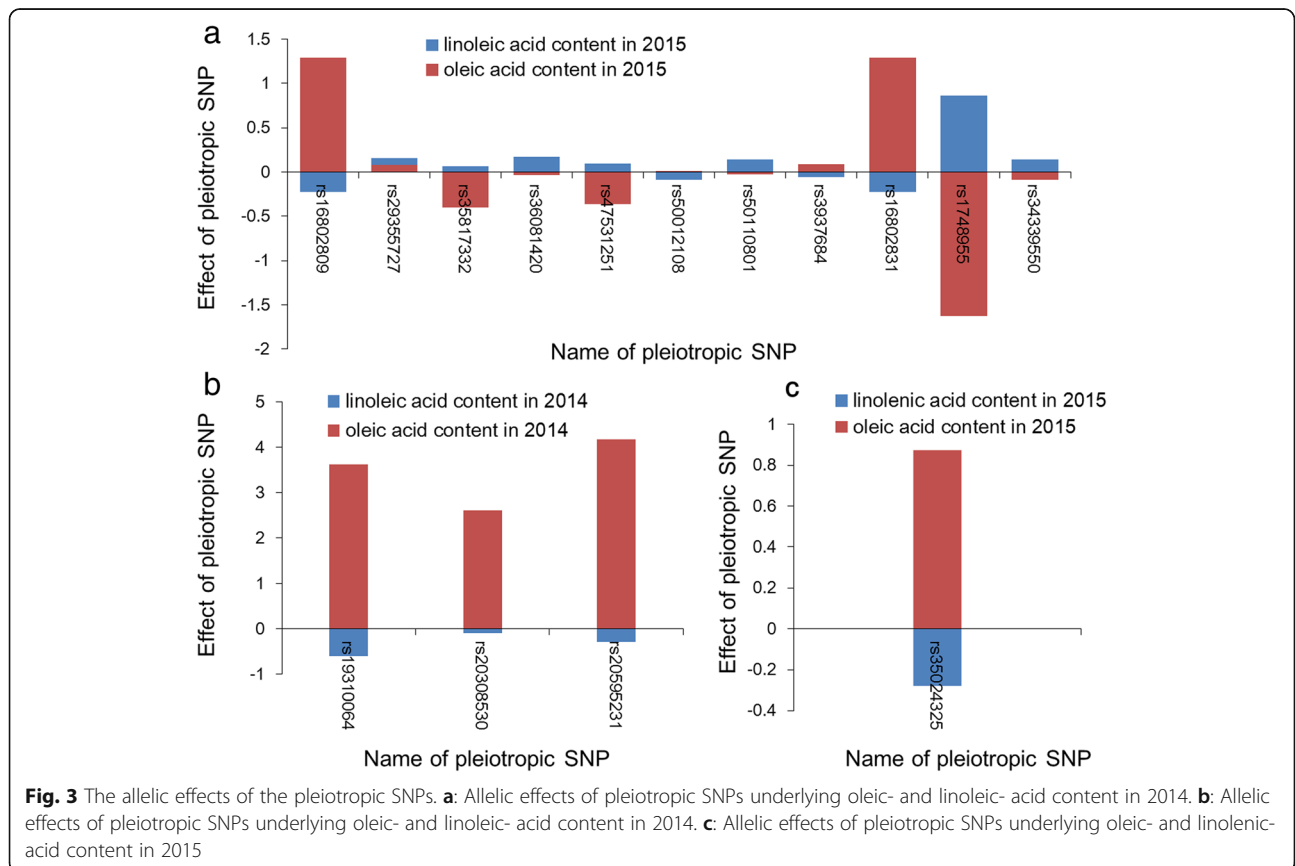 a
1.5
1
0.5
0
-0.5
-1
-1.5
-2
Effect of pleiotropic SNP
linoleic acid content in 2015
oleic acid content in 2015
rs16802809
rs29355727
rs35817332
rs36081420
rs47531251
rs50012108
rs50110801
rs3937684
rs16802831
rs1748955
rs34339550
Name of pleiotropic SNP
b
5
4
3
2
1
0
-1
Effect of pleiotropic SNP
linoleic acid content in 2014
oleic acid content in 2014
rs19310064
rs20308530
rs20595231
Name of pleiotropic SNP
c
1
0.8
0.6
0.4
0.2
0
-0.2
-0.4
Effect of pleiotropic SNP
linolenic acid content in 2015
oleic acid content in 2015
rs35024325
Name of pleiotropic SNP
Fig. 3 The allelic effects of the pleiotropic SNPs. a: Allelic effects of pleiotropic SNPs underlying oleic- and linoleic- acid content in 2014. b: Allelic
effects of pleiotropic SNPs underlying oleic- and linoleic- acid content in 2014. c: Allelic effects of pleiotropic SNPs underlying oleic- and linolenic-
acid content in 2015